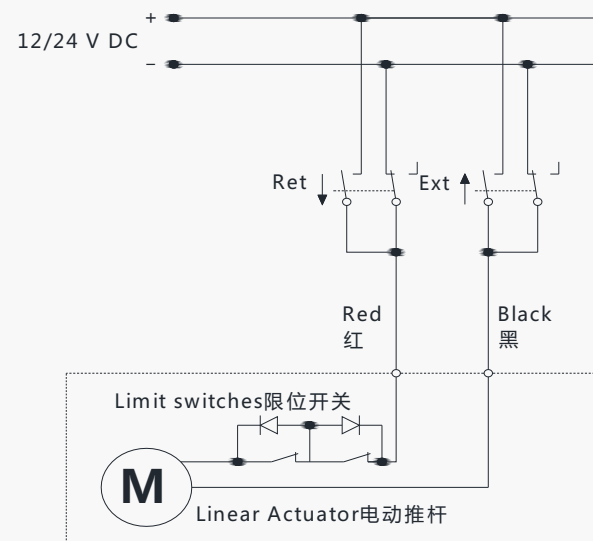 +
12/24 V DC
−
Ret
Ext
Red
红
Black
黑
Limit switches限位开关
M
Linear Actuator电动推杆